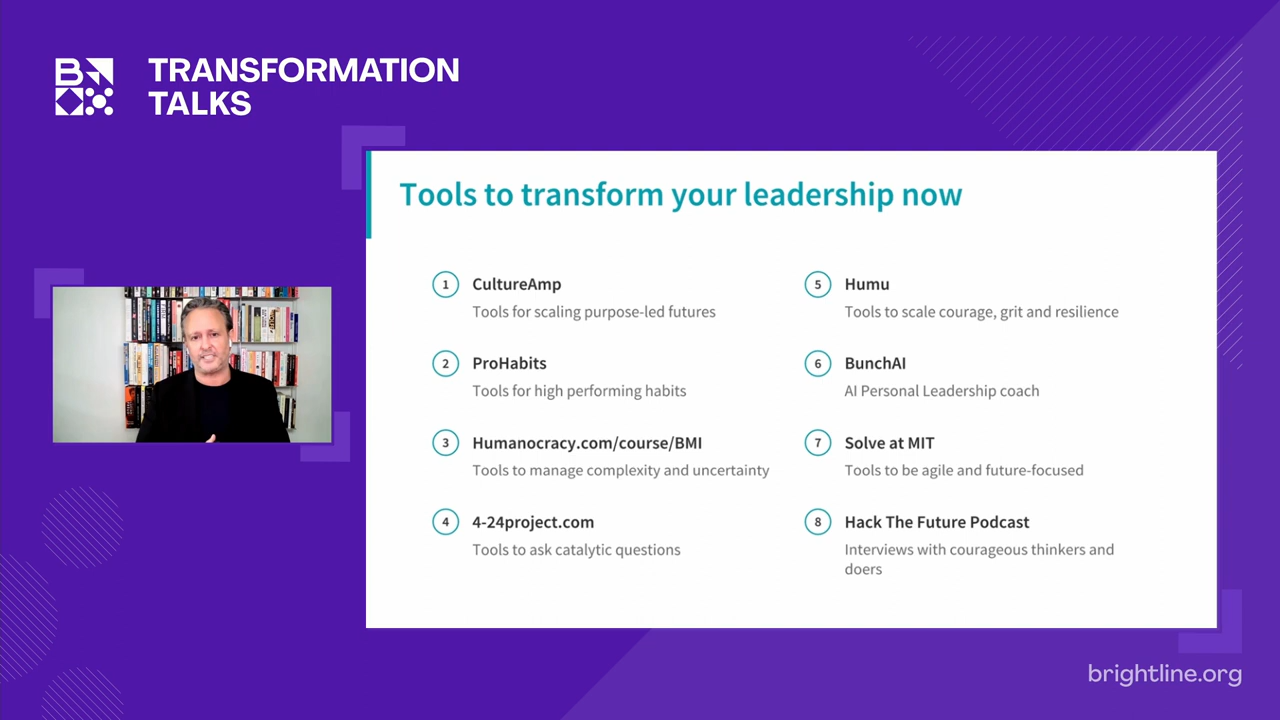 TRANSFORMATION
TALKS
Tools to transform your leadership now
1 CultureAmp
Tools for scaling purpose-led futures
2 ProHabits
Tools for high performing habits
3 Humanocracy.com/course/BMI
Tools to manage complexity and uncertainty
4 4-24project.com
Tools to ask catalytic questions
5 Humu
Tools to scale courage, grit and resilience
6 BunchAI
AI Personal Leadership coach
7 Solve at MIT
Tools to be agile and future-focused
8 Hack The Future Podcast
Interviews with courageous thinkers and
doers
brightline.org